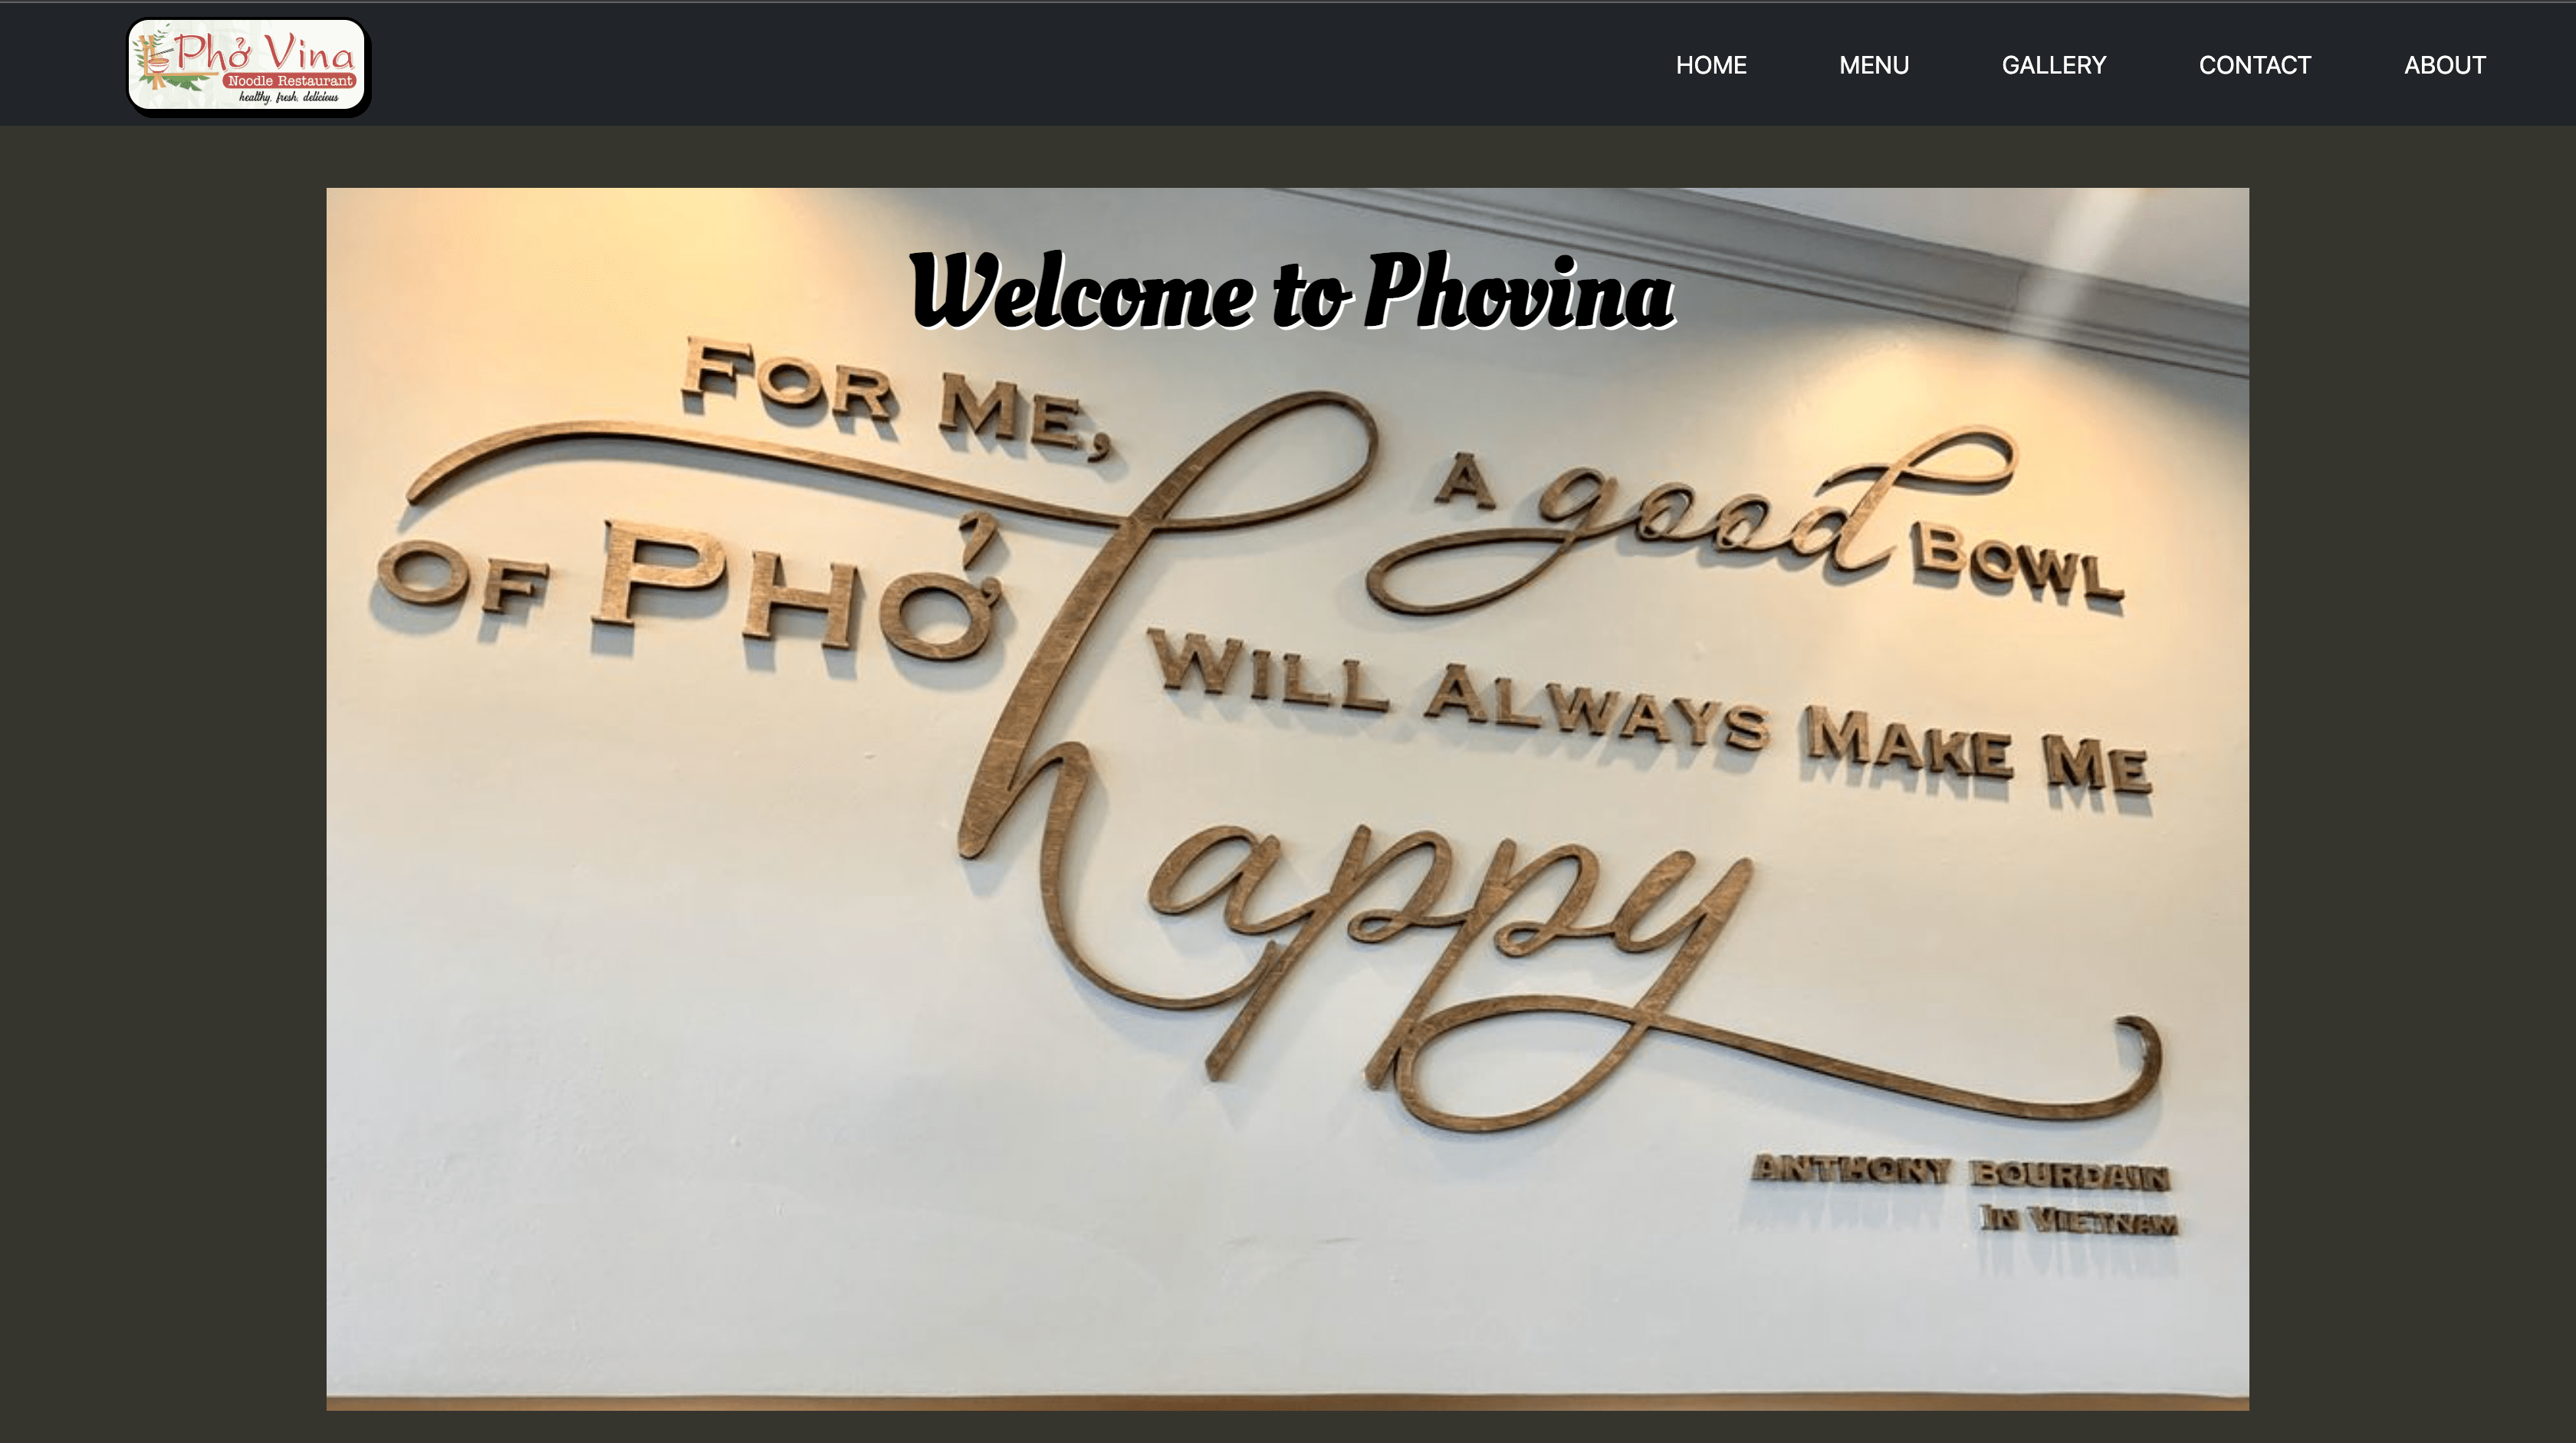 Phở Vina
Noodle Restaurant
healthy, fresh, delicious
HOME MENU GALLERY CONTACT ABOUT
Welcome to Phovina
FOR ME, A good BOWL
OF PHỞ WILL ALWAYS MAKE ME
happy
ANTHONY BOURDAIN
IN VIETNAM